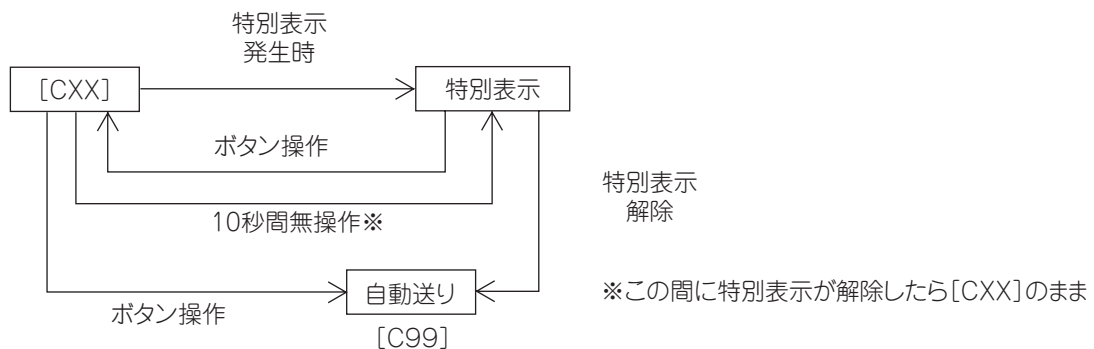 特別表示
発生時
[CXX]
特別表示
ボタン操作
特別表示
解除
10秒間無操作※
自動送り
※この間に特別表示が解除したら[CXX]のまま
ボタン操作
[C99]